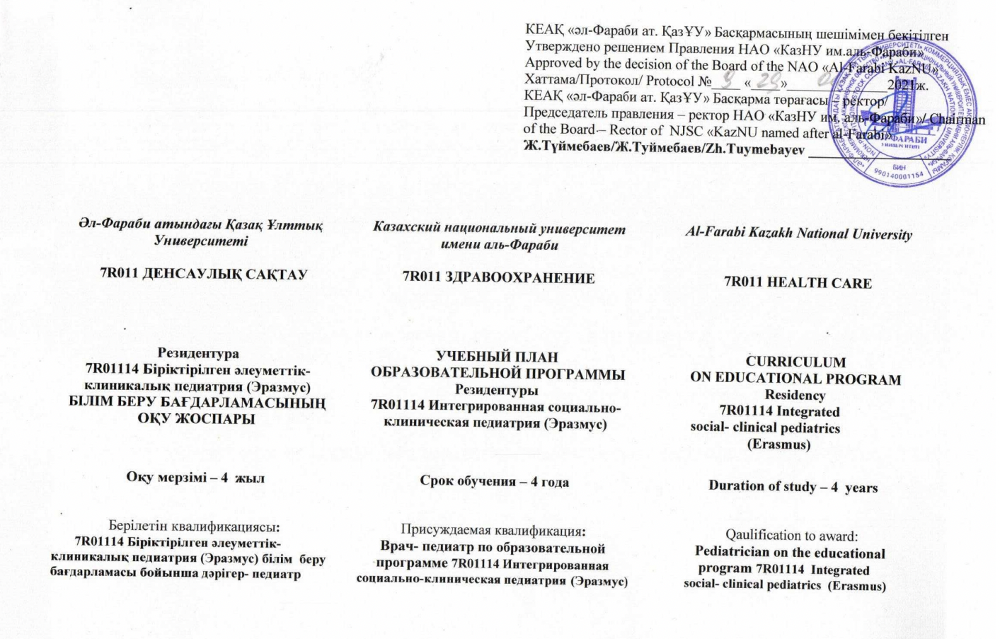 КЕАҚ «әл-Фараби ат. ҚазҰУ» Басқармасының шешімімен бекітілген
Утверждено решением Правления НАО «КазНУ им.аль-Фараби»
Approved by the decision of the Board of the NAO «Al-Farabi KazNU»
Хаттама/Протокол/ Protocol №____ «29»______________ 2021ж.
КЕАҚ «әл-Фараби ат. ҚазҰУ» Басқарма төрағасы – ректор/
Председатель правления – ректор НАО «КазНУ им. аль-Фараби»/ Chairman
of the Board – Rector of NJSC «KazNU named after al-Farabi»
Ж.Түймебаев/Ж.Туймебаев/Zh.Tuymebayev
ФАРАБИ
УНИВЕРСИТЕТІ
БИН
990140001154
Әл-Фараби атындағы Қазақ Ұлттық
Университеті
7R011 ДЕНСАУЛЫҚ САҚТАУ
Резидентура
7R01114 Біріктірілген әлеуметтік-
клиникалық педиатрия (Эразмус)
БІЛІМ БЕРУ БАҒДАРЛАМАСЫНЫҢ
ОҚУ ЖОСПАРЫ
Оқу мерзімі – 4 жыл
Берілетін квалификациясы:
7R01114 Біріктірілген әлеуметтік-
клиникалық педиатрия (Эразмус) білім беру
бағдарламасы бойынша дәрігер- педиатр
Казахский национальный университет
имени аль-Фараби
7R011 ЗДРАВООХРАНЕНИЕ
УЧЕБНЫЙ ПЛАН
ОБРАЗОВАТЕЛЬНОЙ ПРОГРАММЫ
Резидентуры
7R01114 Интегрированная социально-
клиническая педиатрия (Эразмус)
Срок обучения – 4 года
Присуждаемая квалификация:
Врач- педиатр по образовательной
программе 7R01114 Интегрированная
социально-клиническая педиатрия (Эразмус)
Al-Farabi Kazakh National University
7R011 HEALTH CARE
CURRICULUM
ON EDUCATIONAL PROGRAM
Residency
7R01114 Integrated
social- clinical pediatrics
(Erasmus)
Duration of study – 4 years
Qaulification to award:
Pediatrician on the educational
program 7R01114 Integrated
social- clinical pediatrics (Erasmus)